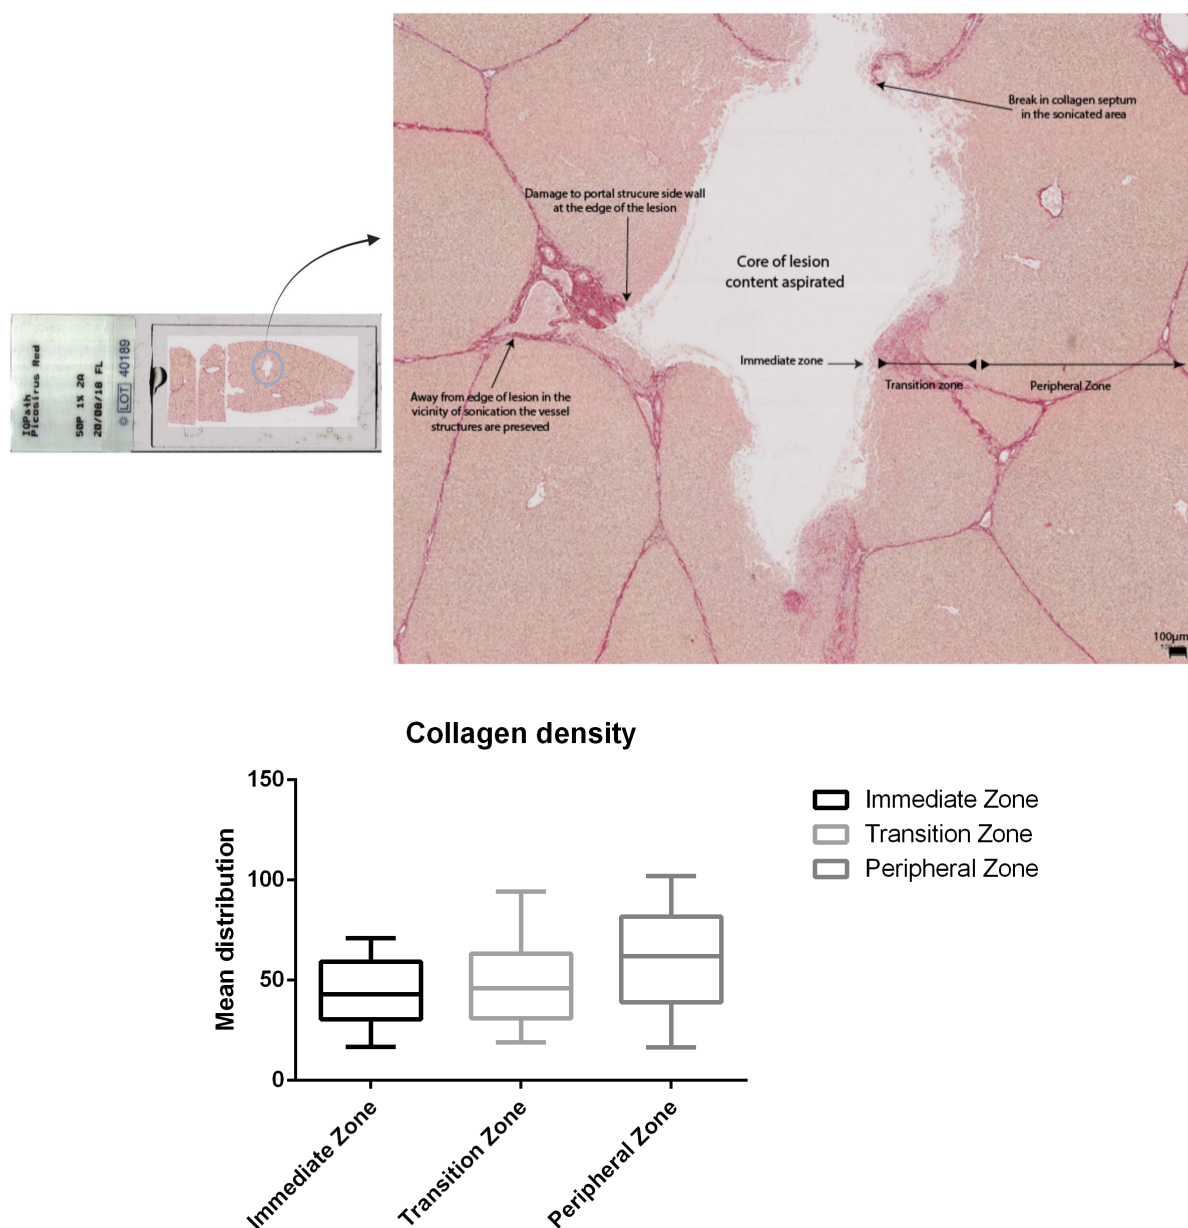 Break in collagen septum
in the sonicated area
Damage to portal strucure side wall
at the edge of the lesion
Core of lesion
content aspirated
Immediate zone
Transition zone
Peripheral Zone
Away from edge of lesion in the
vicinity of sonication the vessel
structures are preseved
100µm
IQPath
Picosirus Red
50P 1% 2A
20/08/18 FL
LOT 40189
Collagen density
150
100
50
0
Mean distribution
Immediate Zone
Transition Zone
Peripheral Zone
Immediate Zone
Transition Zone
Peripheral Zone